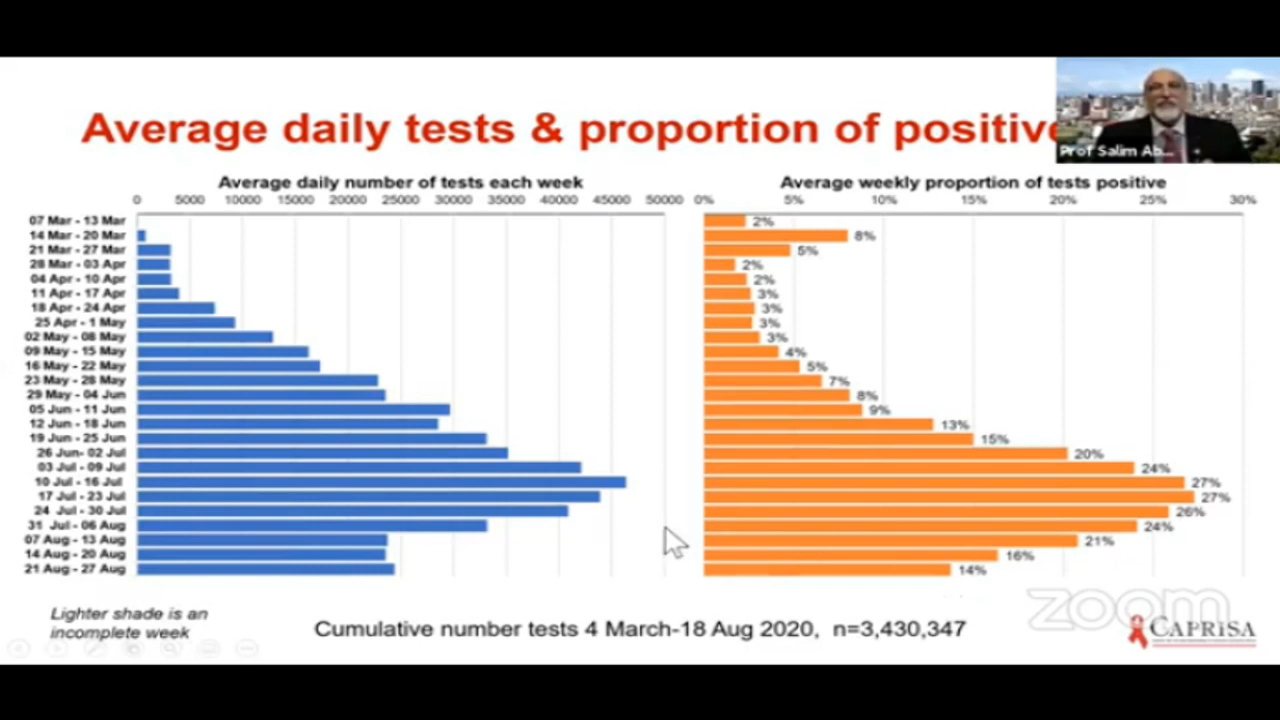 Average daily tests & proportion of positive
Prof Salim Ab...
Average daily number of tests each week
0 5000 10000 15000 20000 25000 30000 35000 40000 45000 50000
07 Mar - 13 Mar
14 Mar - 20 Mar
21 Mar - 27 Mar
28 Mar - 03 Apr
04 Apr - 10 Apr
11 Apr - 17 Apr
18 Apr - 24 Apr
25 Apr - 1 May
02 May - 08 May
09 May - 15 May
16 May - 22 May
23 May - 28 May
29 May - 04 Jun
05 Jun - 11 Jun
12 Jun - 18 Jun
19 Jun - 25 Jun
26 Jun- 02 Jul
03 Jul - 09 Jul
10 Jul - 16 Jul
17 Jul - 23 Jul
24 Jul - 30 Jul
31 Jul - 06 Aug
07 Aug - 13 Aug
14 Aug - 20 Aug
21 Aug - 27 Aug
Average weekly proportion of tests positive
0% 5% 10% 15% 20% 25% 30%
2%
8%
5%
2%
2%
3%
3%
3%
3%
4%
5%
7%
8%
9%
13%
15%
20%
24%
27%
27%
26%
24%
21%
16%
14%
Lighter shade is an
incomplete week
Cumulative number tests 4 March-18 Aug 2020, n=3,430,347
zoom
CAPRISA